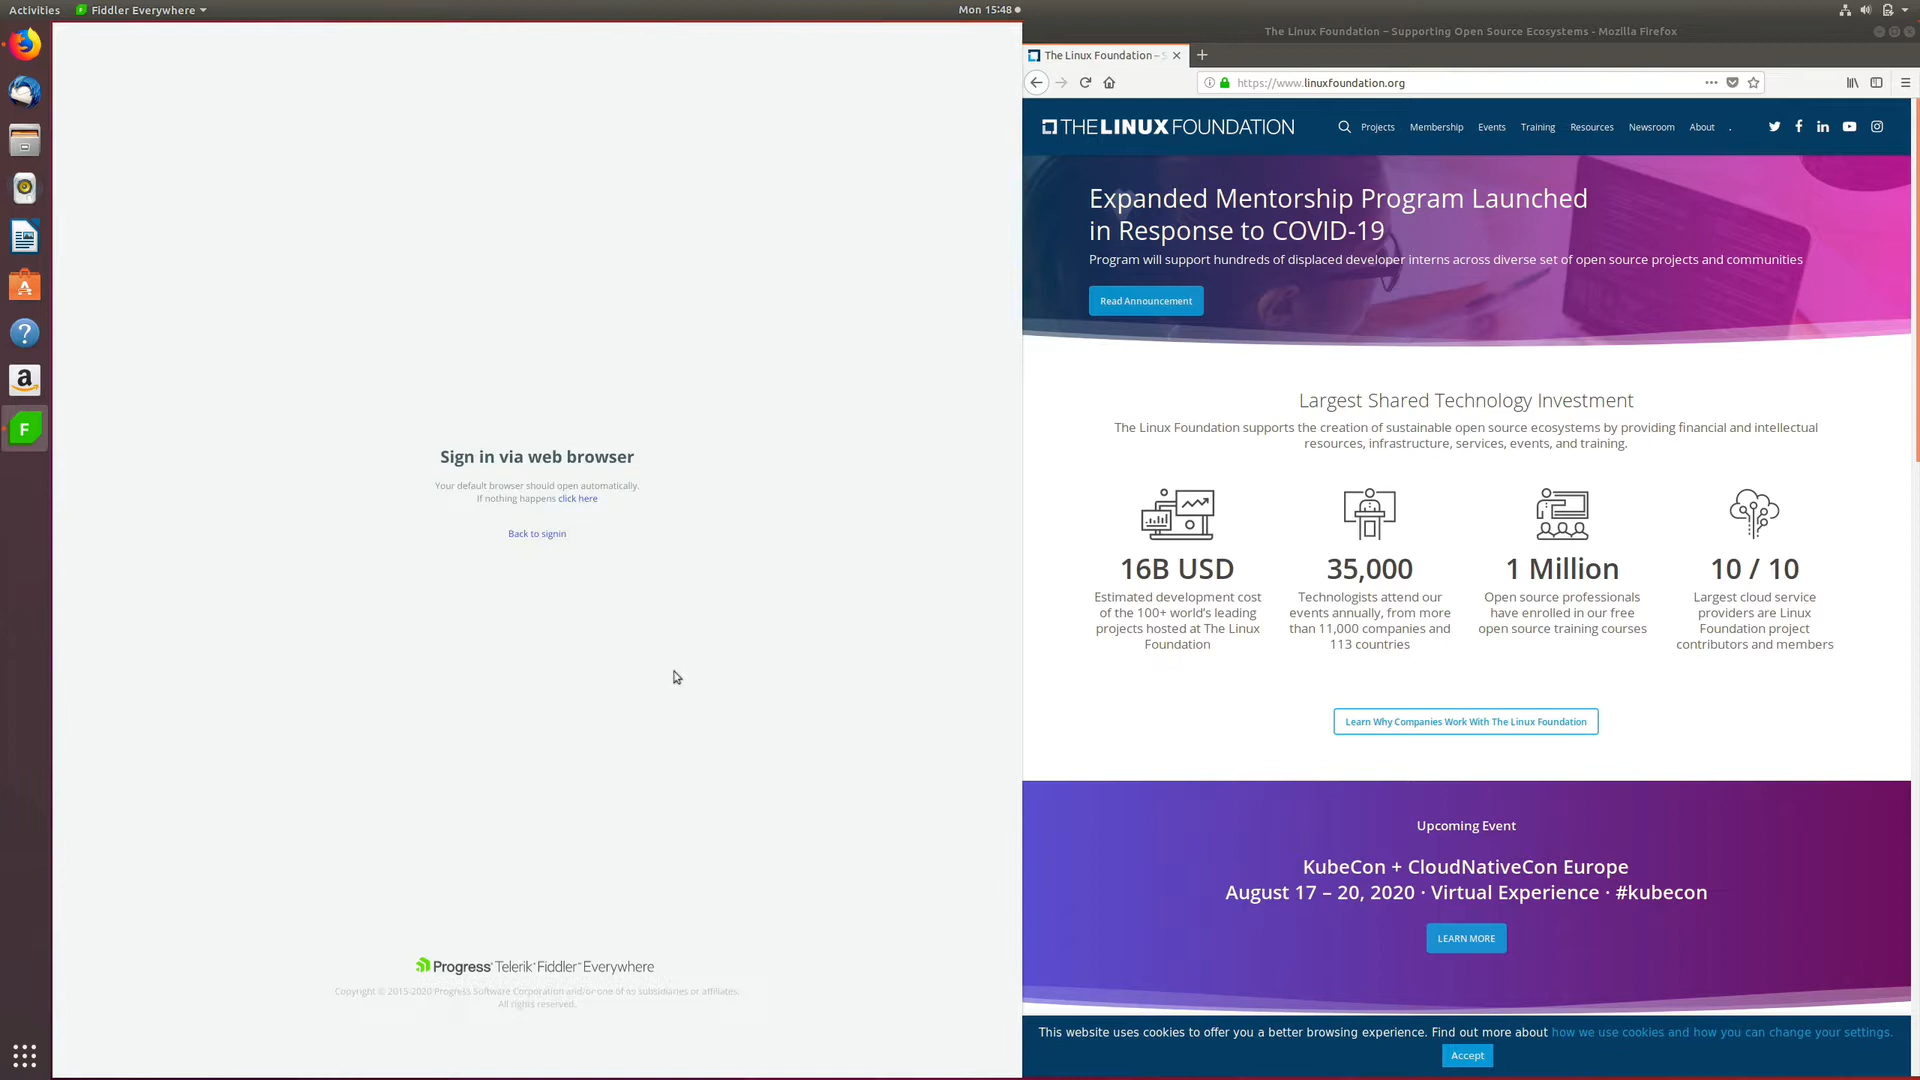 Activities
Fiddler Everywhere
Mon 15:48
Sign in via web browser
Your default browser should open automatically.
If nothing happens click here
Back to signin
Progress Telerik Fiddler Everywhere
Copyright © 2015-2020 Progress Software Corporation and/or one of its subsidiaries or affiliates.
All rights reserved.
The Linux Foundation – Supporting Open Source Ecosystems - Mozilla Firefox
The Linux Foundation – S
https://www.linuxfoundation.org
THE LINUX FOUNDATION
Projects
Membership
Events
Training
Resources
Newsroom
About
.
Expanded Mentorship Program Launched
in Response to COVID-19
Program will support hundreds of displaced developer interns across diverse set of open source projects and communities
Read Announcement
Largest Shared Technology Investment
The Linux Foundation supports the creation of sustainable open source ecosystems by providing financial and intellectual
resources, infrastructure, services, events, and training.
16B USD
Estimated development cost
of the 100+ world's leading
projects hosted at The Linux
Foundation
35,000
Technologists attend our
events annually, from more
than 11,000 companies and
113 countries
1 Million
Open source professionals
have enrolled in our free
open source training courses
10 / 10
Largest cloud service
providers are Linux
Foundation project
contributors and members
Learn Why Companies Work With The Linux Foundation
Upcoming Event
KubeCon + CloudNativeCon Europe
August 17 – 20, 2020 · Virtual Experience · #kubecon
LEARN MORE
This website uses cookies to offer you a better browsing experience. Find out more about how we use cookies and how you can change your settings.
Accept